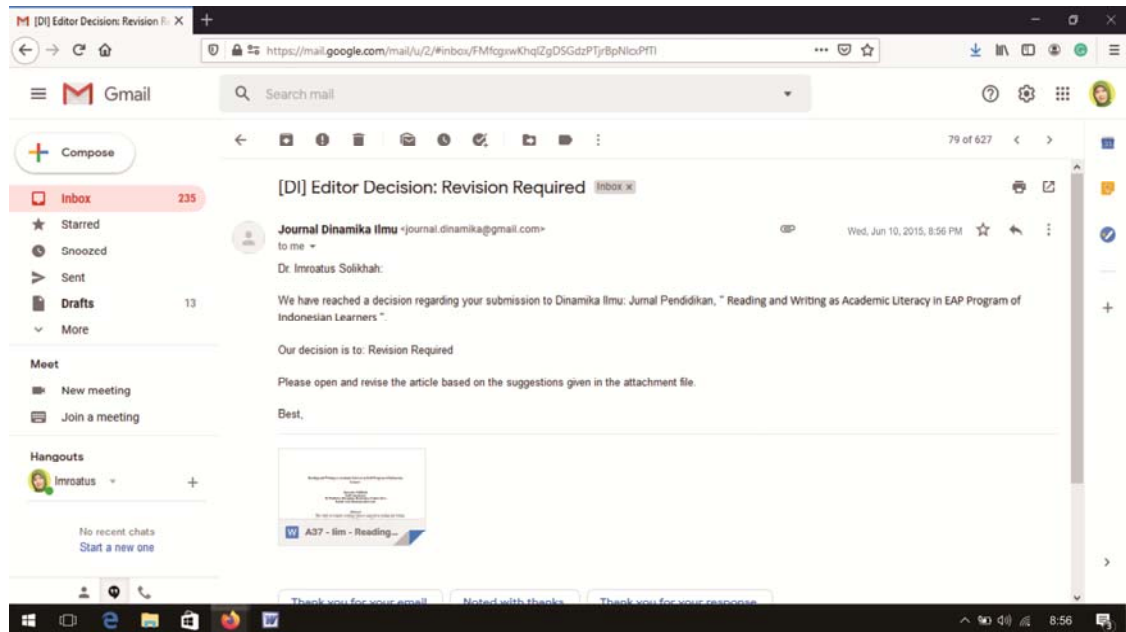 [DI] Editor Decision: Revision R
https://mail.google.com/mail/u/2/#inbox/FMfcgxwKhqlZgDSGdzPTjrBpNlcxPfTl
Gmail
Search mail
Compose
79 of 627
[DI] Editor Decision: Revision Required
Inbox x
Inbox 235
Starred
Snoozed
Sent
Drafts 13
More
Meet
New meeting
Join a meeting
Hangouts
Imroatus
No recent chats
Start a new one
Journal Dinamika Ilmu <journal.dinamika@gmail.com>
Wed, Jun 10, 2015, 8:56 PM
to me
Dr. Imroatus Solikhah:
We have reached a decision regarding your submission to Dinamika Ilmu: Jurnal Pendidikan, " Reading and Writing as Academic Literacy in EAP Program of
Indonesian Learners ".
Our decision is to: Revision Required
Please open and revise the article based on the suggestions given in the attachment file.
Best,
W A37 - Iim - Reading...
Thank you for your email
Noted with thanks
Thank you for your response
8:56